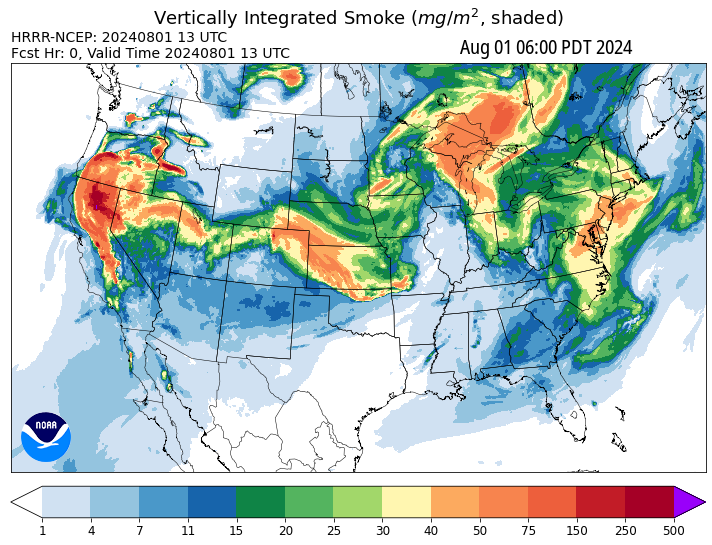 Vertically Integrated Smoke (mg/m², shaded)
HRRR-NCEP: 20240801 13 UTC
Fcst Hr: 0, Valid Time 20240801 13 UTC
Aug 01 06:00 PDT 2024
NOAA
1 4 7 11 15 20 25 30 40 50 75 150 250 500